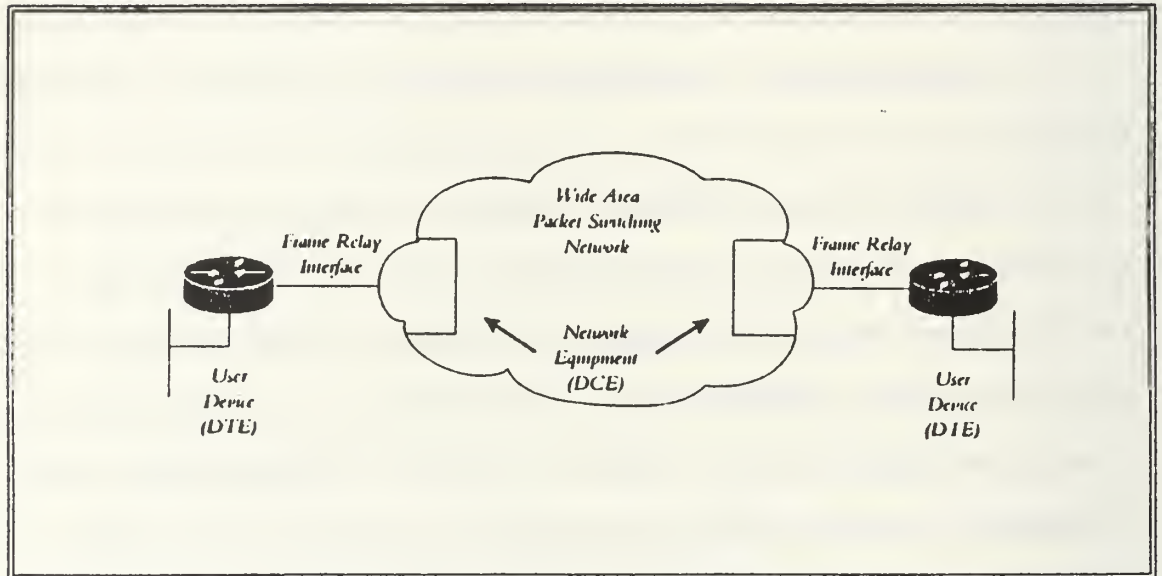 Wide Area
Packet Switching
Network
Frame Relay
Interface
Frame Relay
Interface
Network
Equipment
(DCE)
User
Device
(DTE)
User
Device
(DTE)